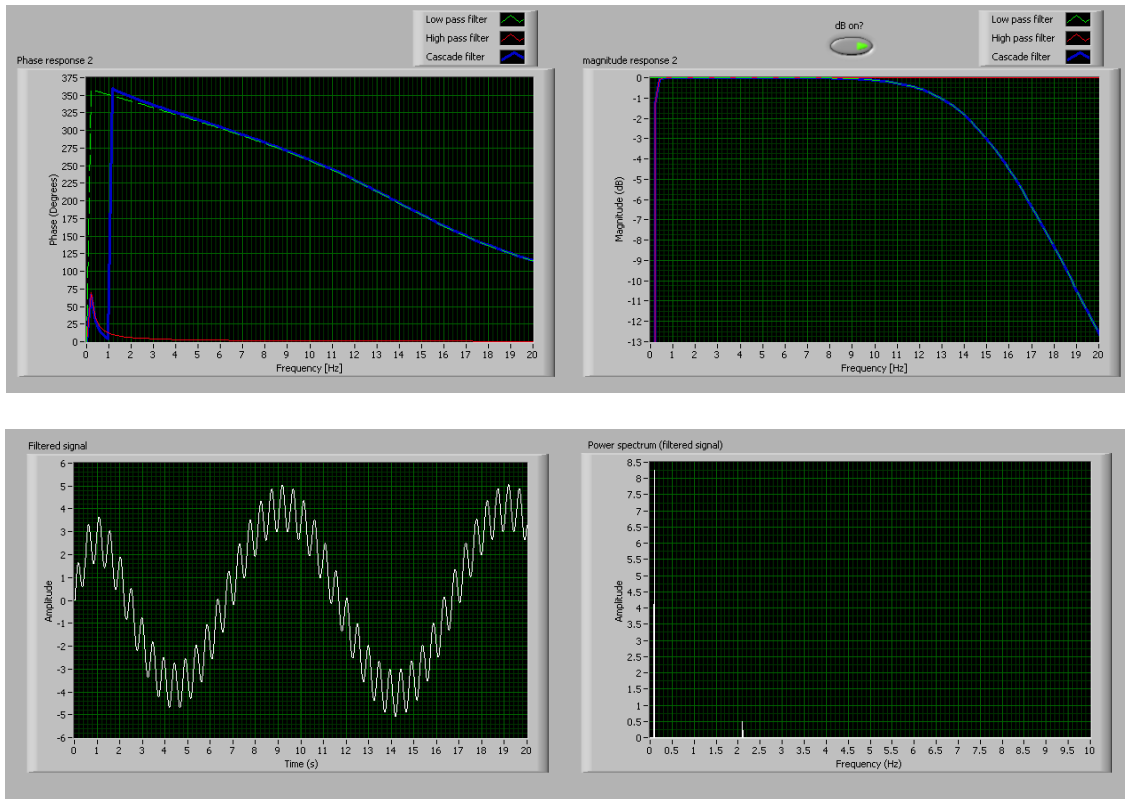 Low pass filter
High pass filter
Cascade filter
Phase response 2
375
350
325
300
275
250
225
200
175
150
125
100
75
50
25
0
Phase (Degrees)
0 1 2 3 4 5 6 7 8 9 10 11 12 13 14 15 16 17 18 19 20
Frequency [Hz]
dB on?
Low pass filter
High pass filter
Cascade filter
magnitude response 2
0
-1
-2
-3
-4
-5
-6
-7
-8
-9
-10
-11
-12
-13
Magnitude (dB)
0 1 2 3 4 5 6 7 8 9 10 11 12 13 14 15 16 17 18 19 20
Frequency [Hz]
Filtered signal
6
5
4
3
2
1
0
-1
-2
-3
-4
-5
-6
Amplitude
0 1 2 3 4 5 6 7 8 9 10 11 12 13 14 15 16 17 18 19 20
Time (s)
Power spectrum (filtered signal)
8.5
8
7.5
7
6.5
6
5.5
5
4.5
4
3.5
3
2.5
2
1.5
1
0.5
0
Amplitude
0 0.5 1 1.5 2 2.5 3 3.5 4 4.5 5 5.5 6 6.5 7 7.5 8 8.5 9 9.5 10
Frequency (Hz)